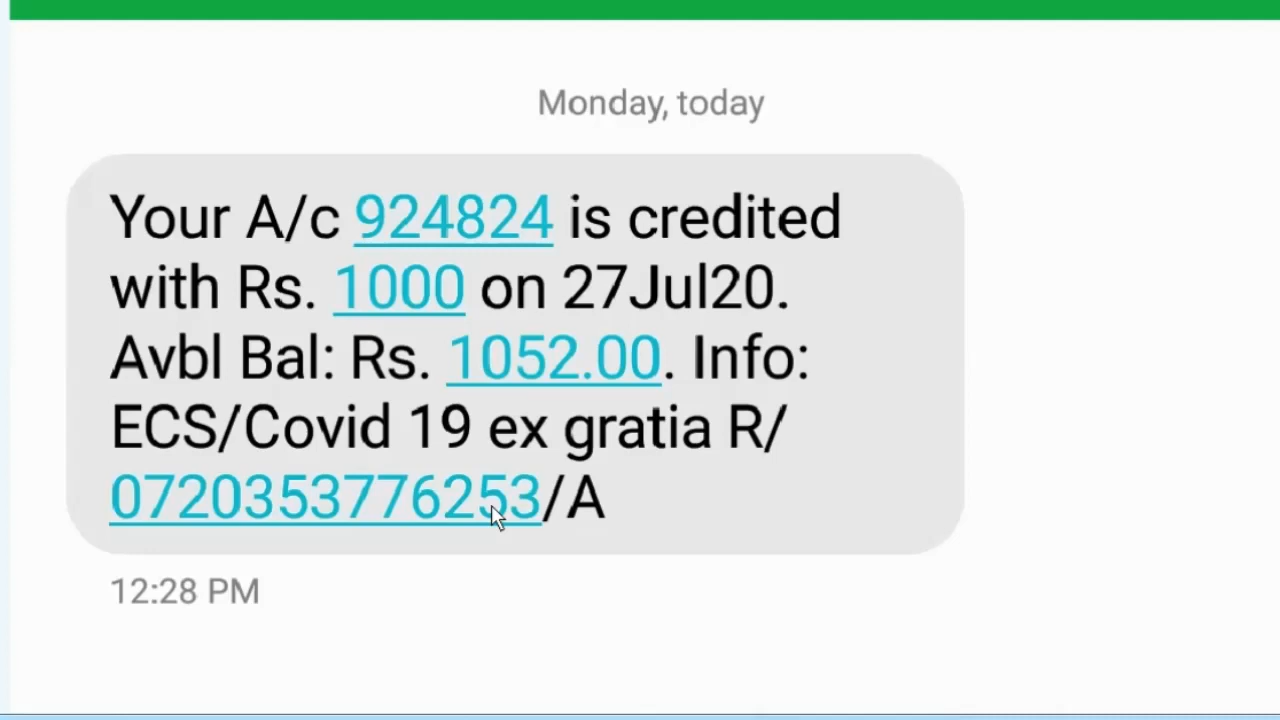 Monday, today
Your A/c 924824 is credited
with Rs. 1000 on 27Jul20.
Avbl Bal: Rs. 1052.00. Info:
ECS/Covid 19 ex gratia R/
0720353776253/A
12:28 PM